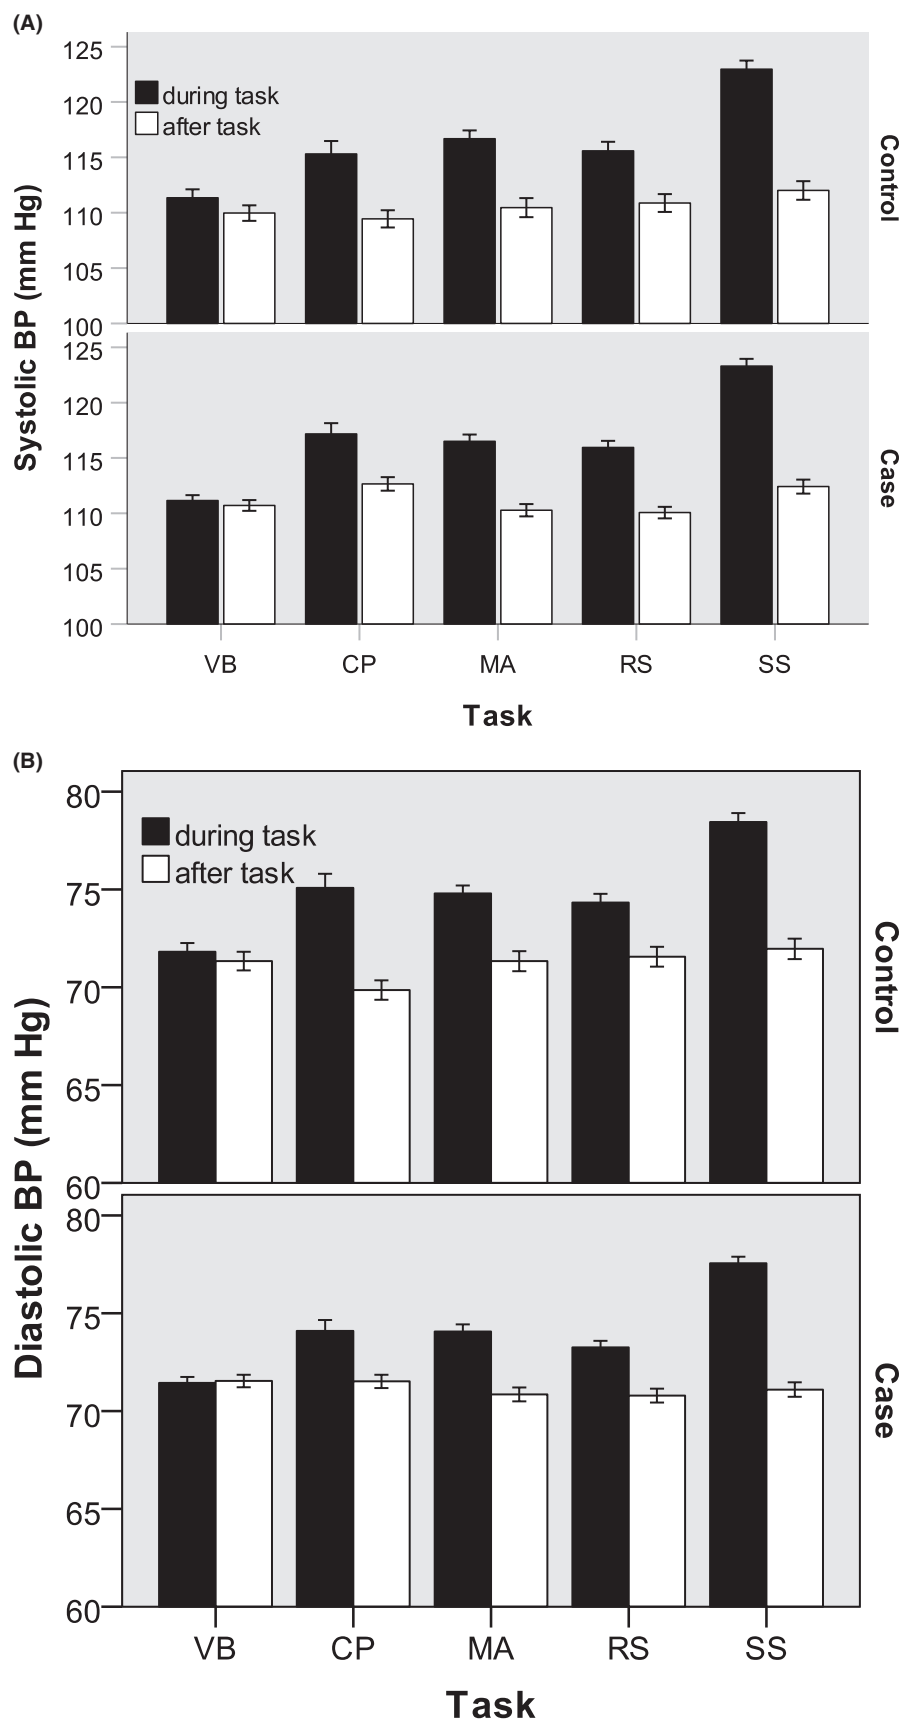 (A)
Systolic BP (mm Hg)
125
120
115
110
105
100
during task
after task
Control
125
120
115
110
105
100
Case
VB CP MA RS SS
Task
(B)
Diastolic BP (mm Hg)
80
75
70
65
60
during task
after task
Control
80
75
70
65
60
Case
VB CP MA RS SS
Task